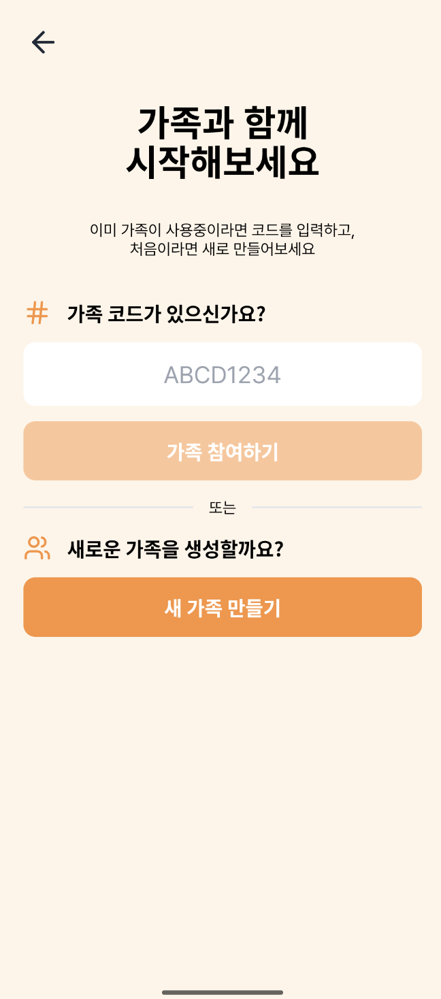 가족과 함께
시작해보세요
이미 가족이 사용중이라면 코드를 입력하고,
처음이라면 새로 만들어보세요
가족 코드가 있으신가요?
ABCD1234
가족 참여하기
또는
새로운 가족을 생성할까요?
새 가족 만들기